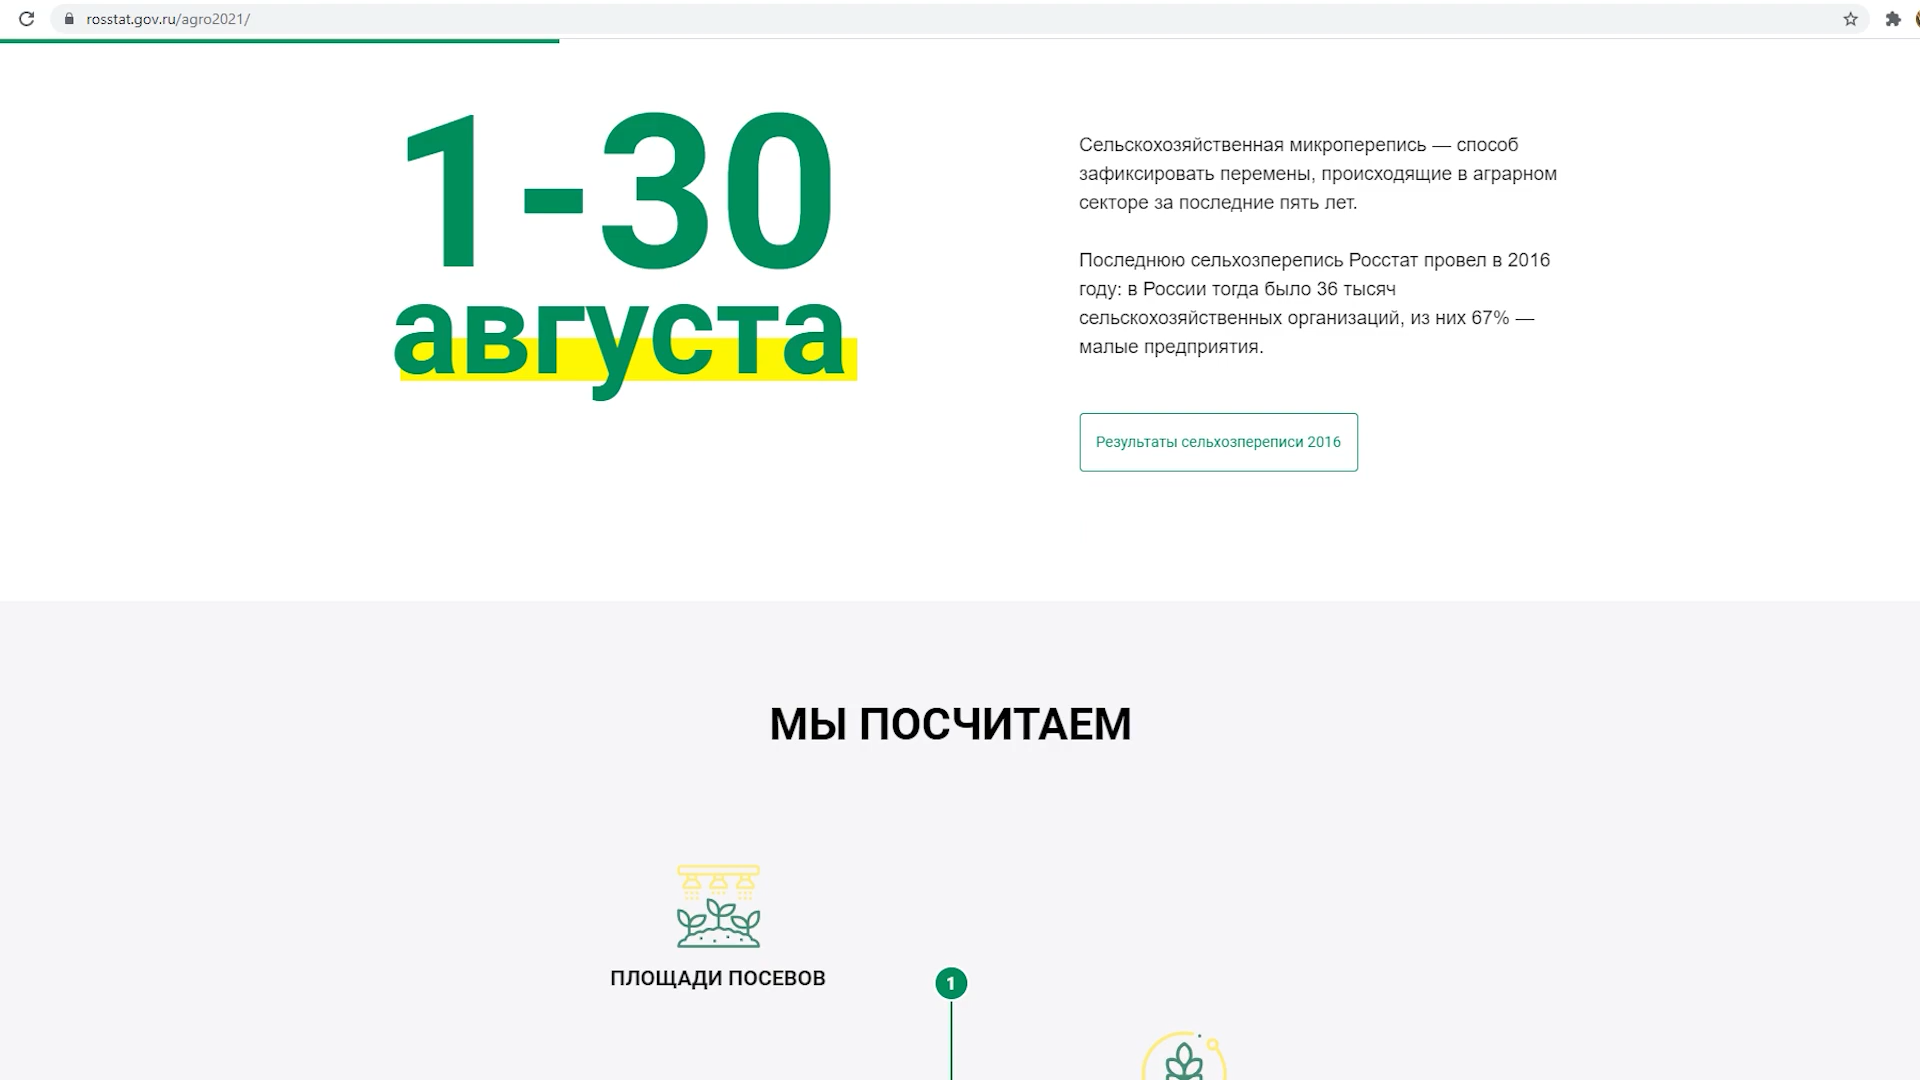 rosstat.gov.ru/agro2021/
1-30
августа
Сельскохозяйственная микроперепись — способ
зафиксировать перемены, происходящие в аграрном
секторе за последние пять лет.
Последнюю сельхозперепись Росстат провел в 2016
году: в России тогда было 36 тысяч
сельскохозяйственных организаций, из них 67% —
малые предприятия.
Результаты сельхозпереписи 2016
МЫ ПОСЧИТАЕМ
ПЛОЩАДИ ПОСЕВОВ
1